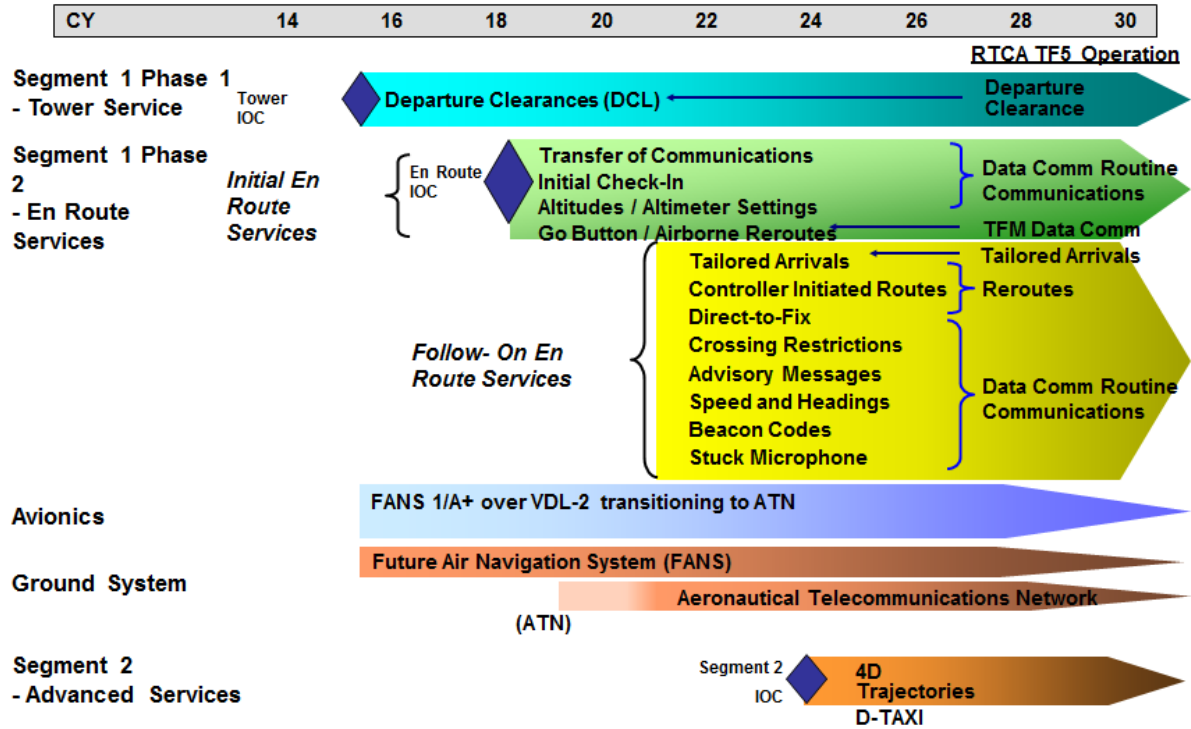 CY 14 16 18 20 22 24 26 28 30
RTCA TF5 Operation
Segment 1 Phase 1
- Tower Service
Tower
IOC
Departure Clearances (DCL)
Departure
Clearance
Segment 1 Phase
2
- En Route
Services
Initial En
Route
Services
En Route
IOC
Transfer of Communications
Initial Check-In
Altitudes / Altimeter Settings
Go Button / Airborne Reroutes
Data Comm Routine
Communications
TFM Data Comm
Follow- On En
Route Services
Tailored Arrivals
Controller Initiated Routes
Direct-to-Fix
Crossing Restrictions
Advisory Messages
Speed and Headings
Beacon Codes
Stuck Microphone
Tailored Arrivals
Reroutes
Data Comm Routine
Communications
Avionics
FANS 1/A+ over VDL-2 transitioning to ATN
Ground System
Future Air Navigation System (FANS)
Aeronautical Telecommunications Network
(ATN)
Segment 2
- Advanced Services
Segment 2
IOC
4D
Trajectories
D-TAXI